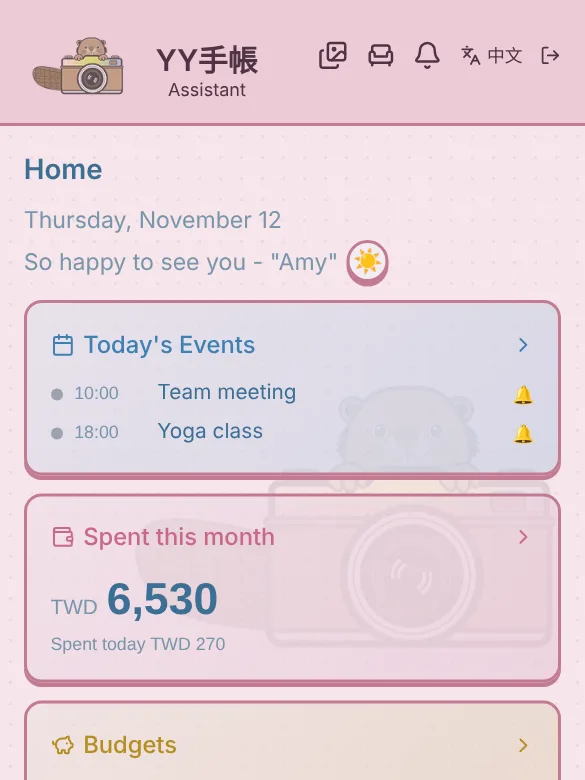 YY手帳
Assistant
中文
Home
Thursday, November 12
So happy to see you - "Amy"
Today's Events
10:00 Team meeting
18:00 Yoga class
Spent this month
TWD 6,530
Spent today TWD 270
Budgets